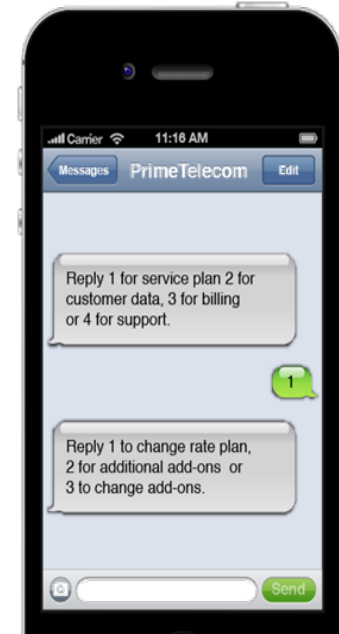 Carrier 11:16 AM
Messages PrimeTelecom Edit
Reply 1 for service plan 2 for
customer data, 3 for billing
or 4 for support.
1
Reply 1 to change rate plan,
2 for additional add-ons or
3 to change add-ons.
Send